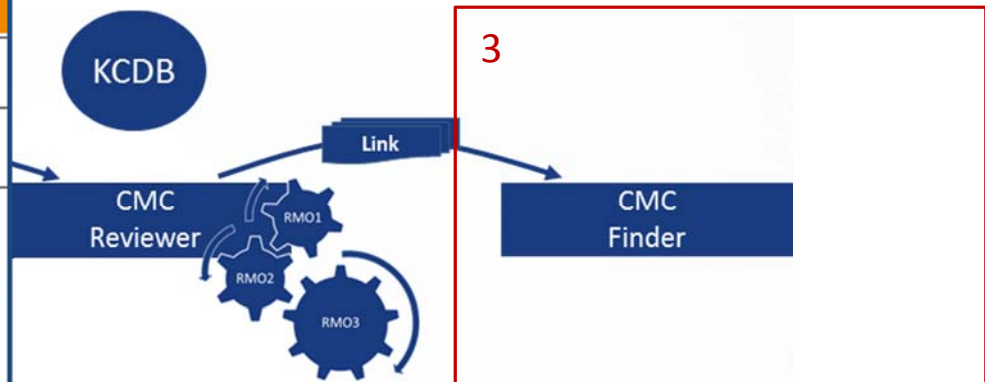 3
KCDB
Link
CMC
Reviewer
RMO1
RMO2
RMO3
CMC
Finder